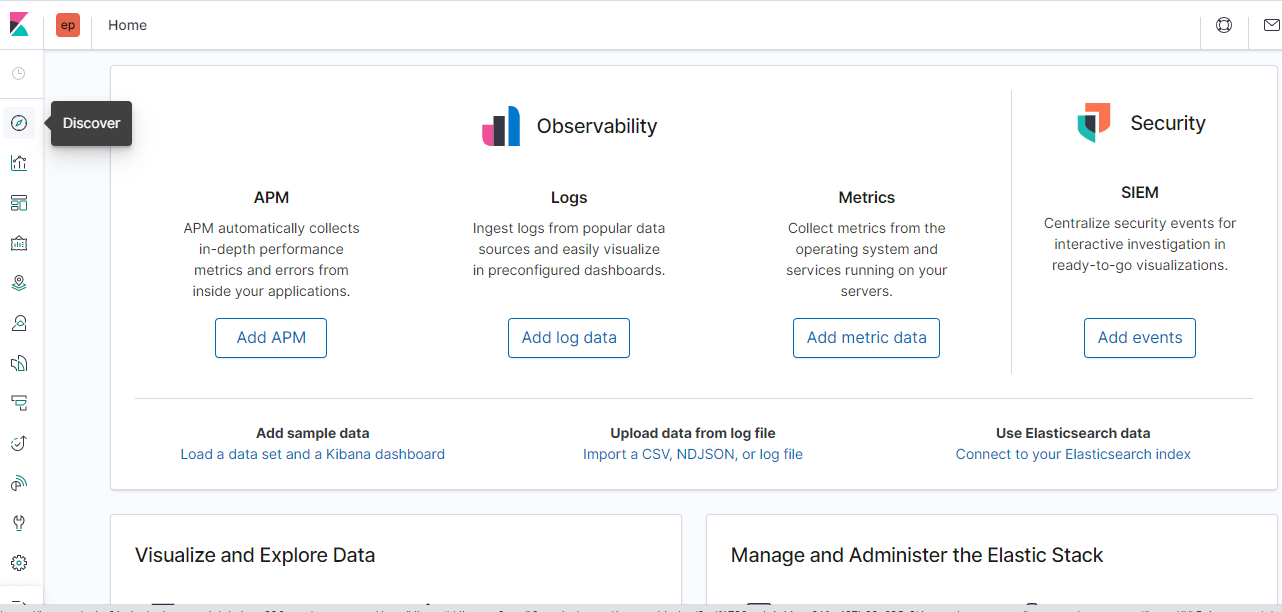 ep
Home
Discover
Observability
Security
APM
APM automatically collects
in-depth performance
metrics and errors from
inside your applications.
Add APM
Logs
Ingest logs from popular data
sources and easily visualize
in preconfigured dashboards.
Add log data
Metrics
Collect metrics from the
operating system and
services running on your
servers.
Add metric data
SIEM
Centralize security events for
interactive investigation in
ready-to-go visualizations.
Add events
Add sample data
Load a data set and a Kibana dashboard
Upload data from log file
Import a CSV, NDJSON, or log file
Use Elasticsearch data
Connect to your Elasticsearch index
Visualize and Explore Data
Manage and Administer the Elastic Stack